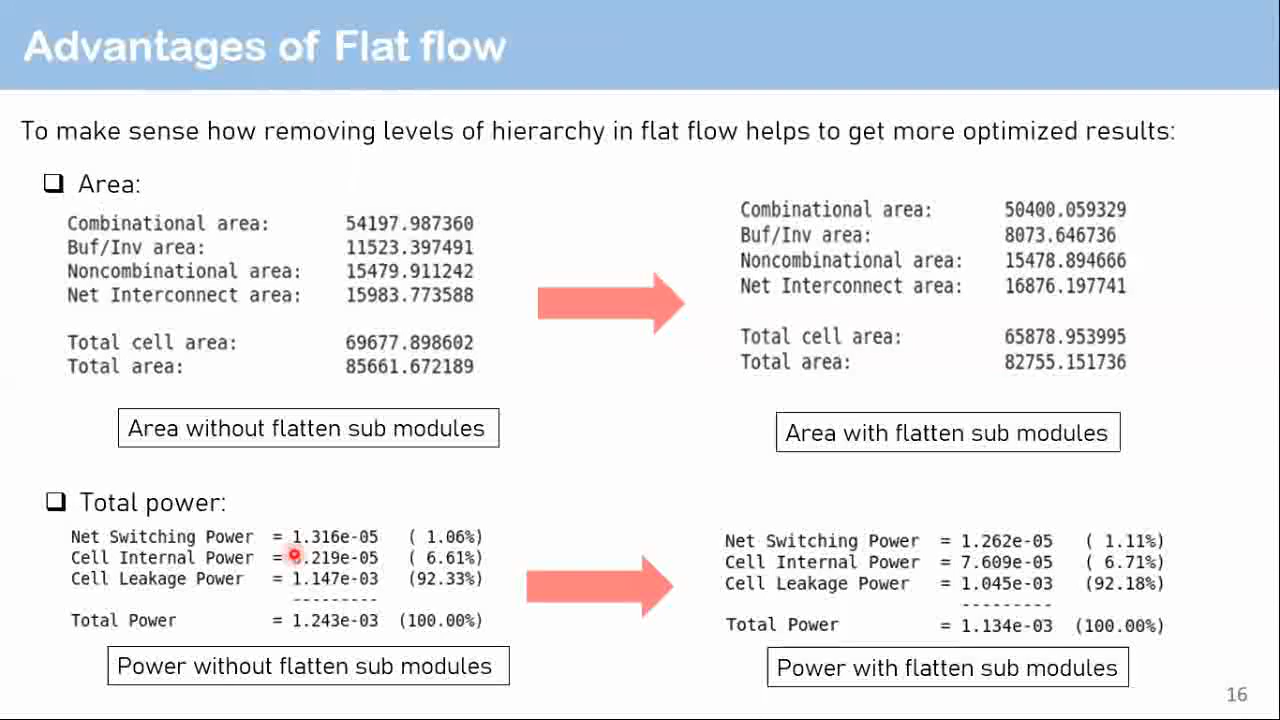 Advantages of Flat flow
To make sense how removing levels of hierarchy in flat flow helps to get more optimized results:
❑ Area:
Combinational area: 54197.987360
Buf/Inv area: 11523.397491
Noncombinational area: 15479.911242
Net Interconnect area: 15983.773588
Total cell area: 69677.898602
Total area: 85661.672189
Area without flatten sub modules
Combinational area: 50400.059329
Buf/Inv area: 8073.646736
Noncombinational area: 15478.894666
Net Interconnect area: 16876.197741
Total cell area: 65878.953995
Total area: 82755.151736
Area with flatten sub modules
❑ Total power:
Net Switching Power = 1.316e-05 ( 1.06%)
Cell Internal Power = .219e-05 ( 6.61%)
Cell Leakage Power = 1.147e-03 (92.33%)
---------
Total Power = 1.243e-03 (100.00%)
Power without flatten sub modules
Net Switching Power = 1.262e-05 ( 1.11%)
Cell Internal Power = 7.609e-05 ( 6.71%)
Cell Leakage Power = 1.045e-03 (92.18%)
---------
Total Power = 1.134e-03 (100.00%)
Power with flatten sub modules
16